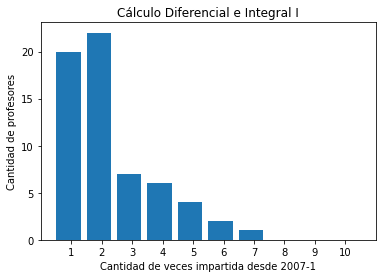 Cálculo Diferencial e Integral I
Cantidad de profesores
20
15
10
5
0
1 2 3 4 5 6 7 8 9 10
Cantidad de veces impartida desde 2007-1